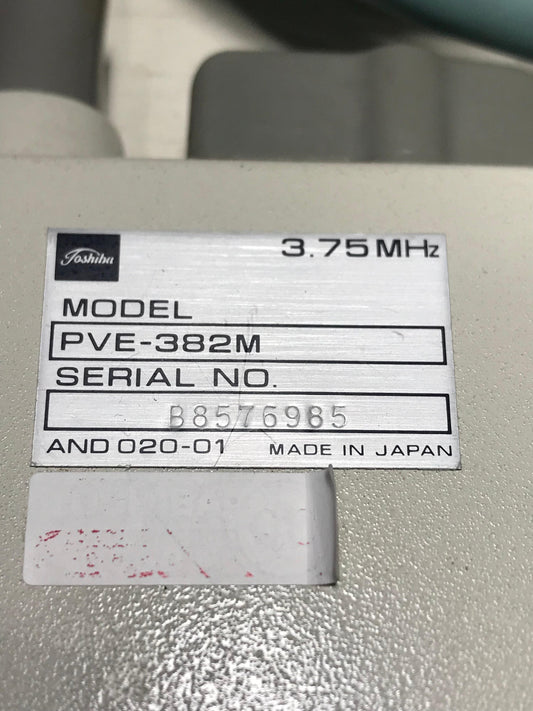 Toshiba
3.75MHz
MODEL
PVE-382M
SERIAL NO.
B8576985
AND 020-01 MADE IN JAPAN